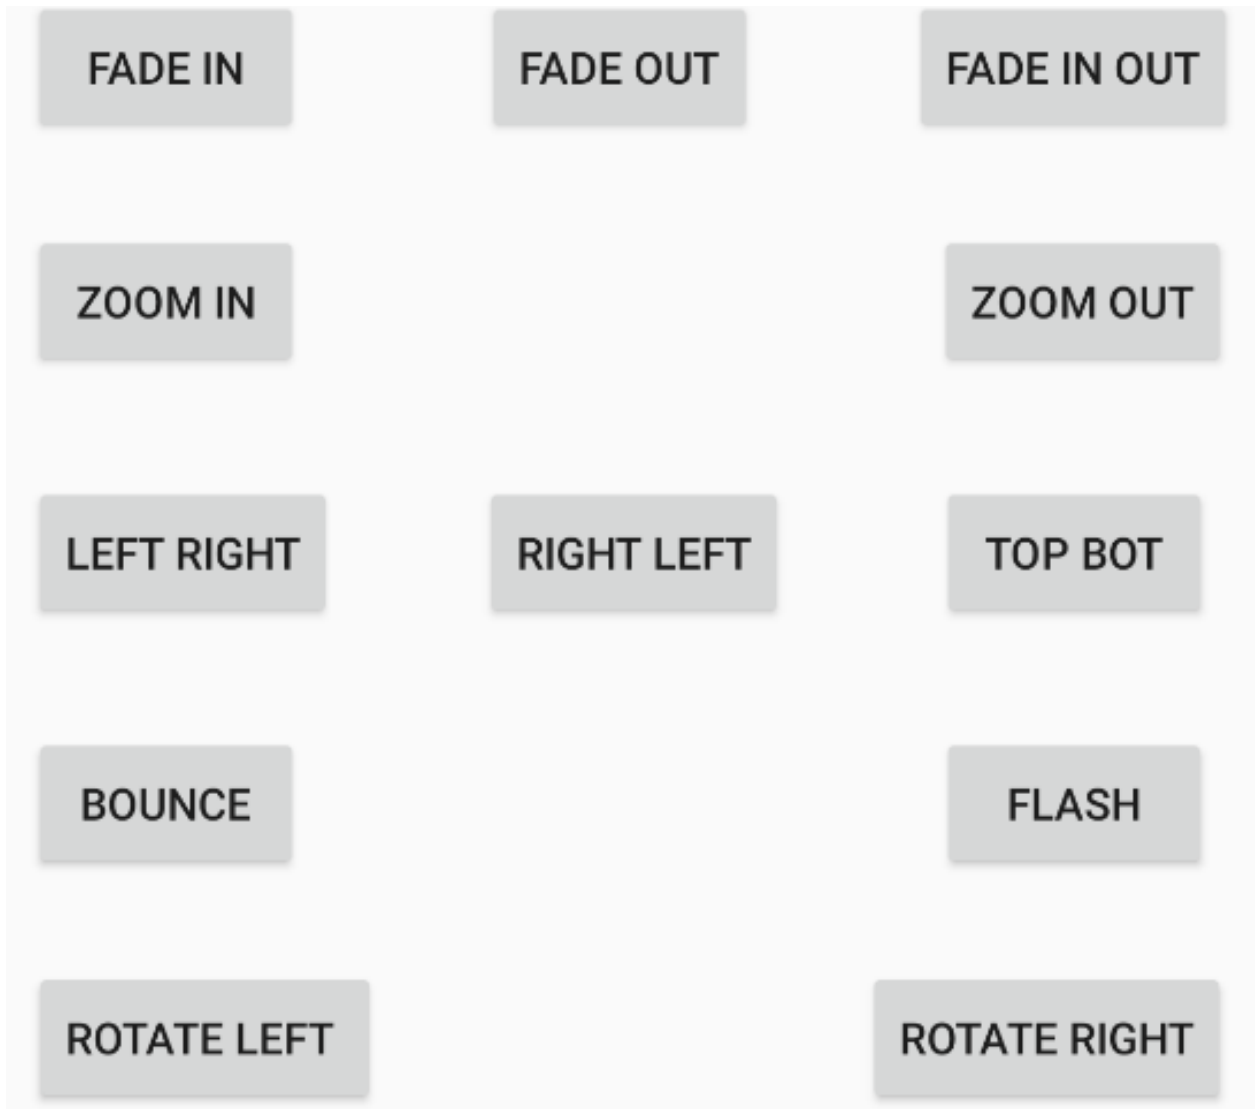 FADE IN
FADE OUT
FADE IN OUT
ZOOM IN
ZOOM OUT
LEFT RIGHT
RIGHT LEFT
TOP BOT
BOUNCE
FLASH
ROTATE LEFT
ROTATE RIGHT